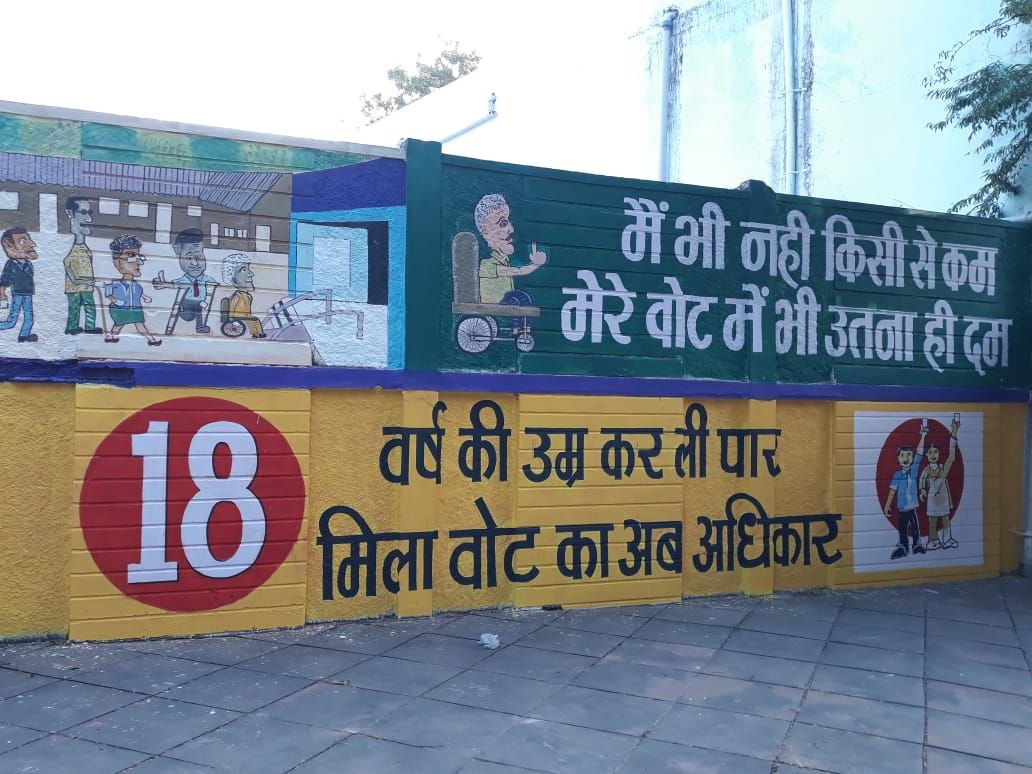 मैं भी नही किसी से कम
मेरे वोट में भी उतना ही दम
18 वर्ष की उम्र कर ली पार
मिला वोट का अब अधिकार